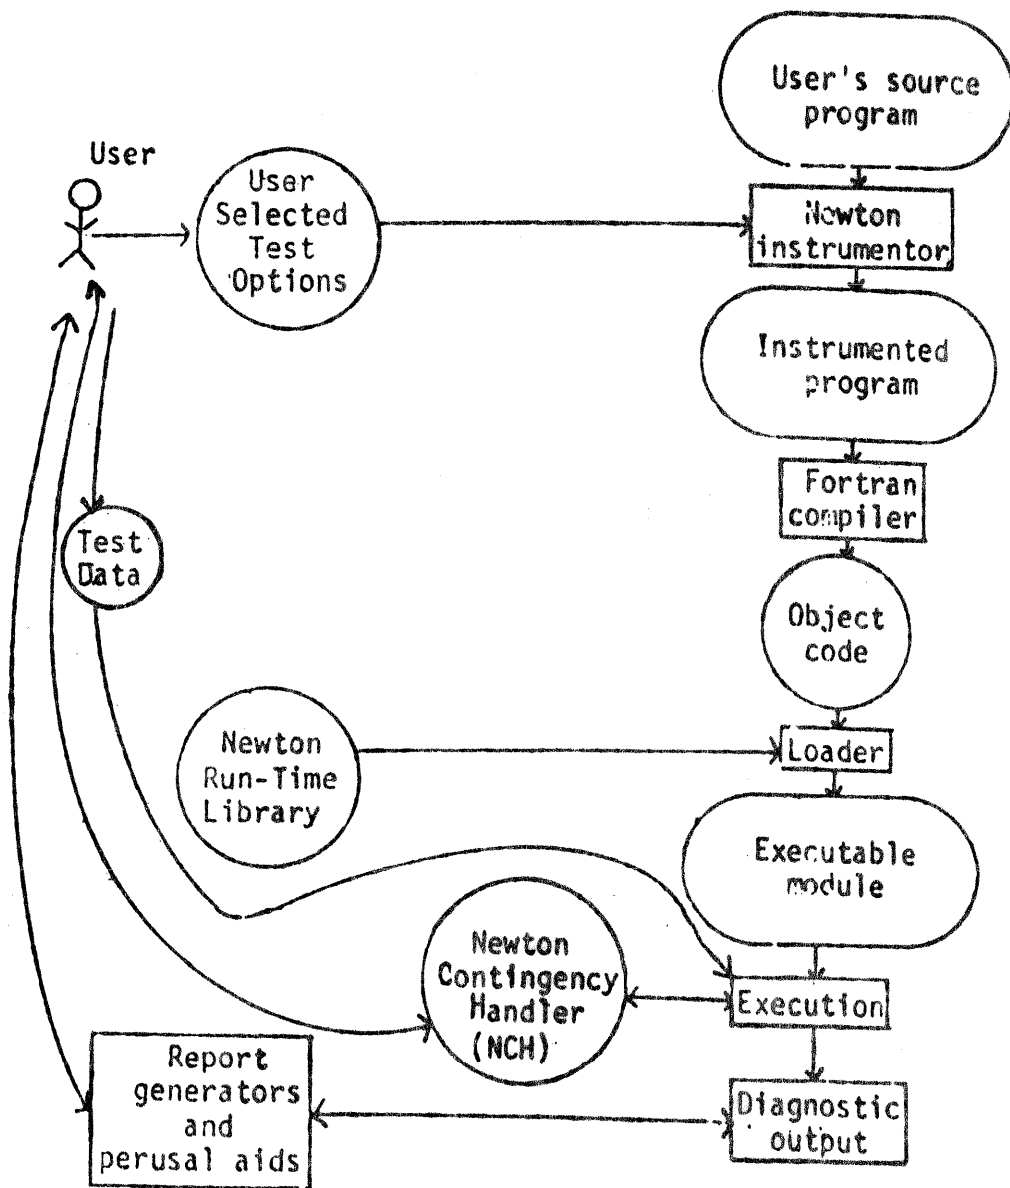 User's source
program
User
User
Selected
Test
Options
Newton
instrumentor
Instrumented
program
Fortran
compiler
Test
Data
Object
code
Newton
Run-Time
Library
Loader
Executable
module
Newton
Contingency
Handler
(NCH)
Execution
Report
generators
and
perusal aids
Diagnostic
output